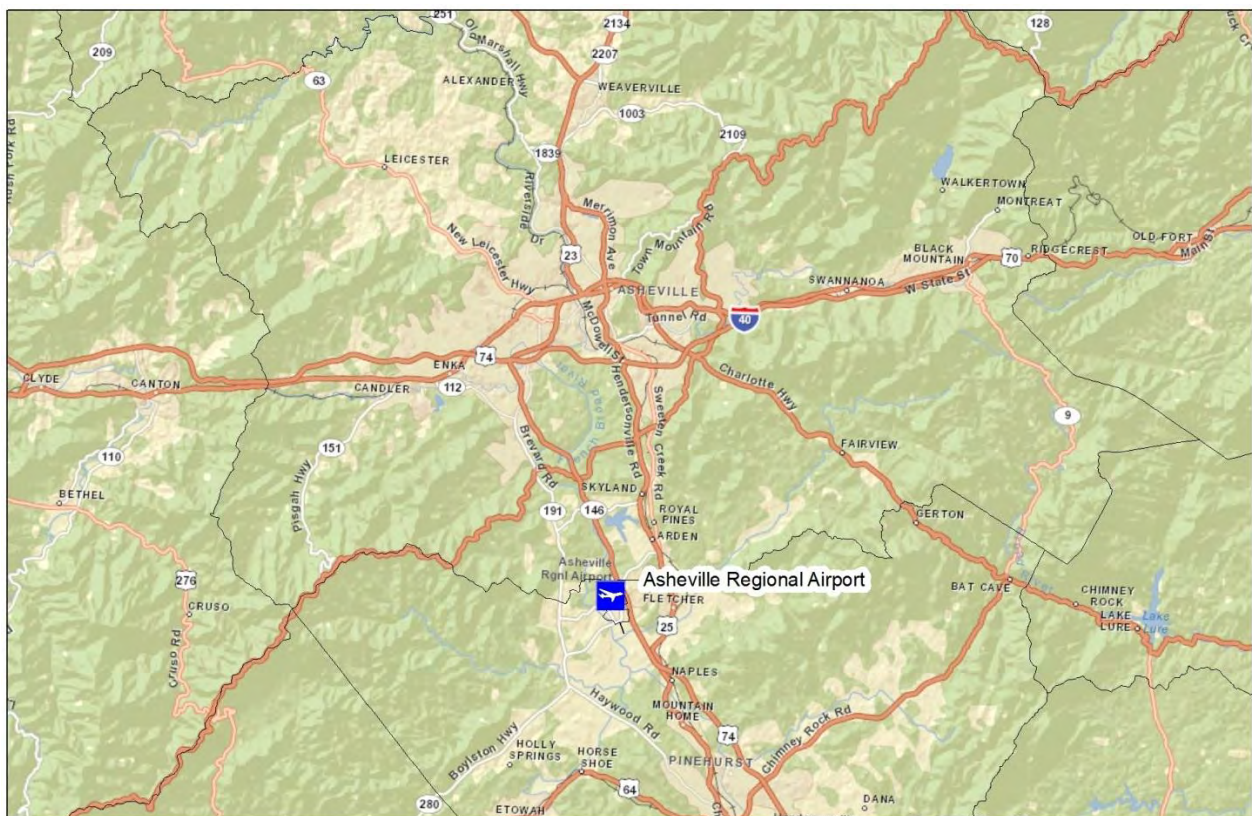 251
Old Marshall Hwy
2134
128
209
2207
63
ALEXANDER
WEAVERVILLE
1003
2109
1839
LEICESTER
Riverside Dr
WALKERTOWN
MONTREAT
Merrimon Ave
Town Mountain Rd
New Leicester Hwy
23
BLACK
MOUNTAIN
70
RIDGECREST
OLD FORT
Main St
ASHEVILLE
SWANNANOA
W State St
McDowell St
Tunnel Rd
40
CLYDE
CANTON
ENKA
74
CANDLER
112
Charlotte Hwy
9
French Broad River
Hendersonville Rd
Sweeten Creek Rd
Brevard Rd
151
110
FAIRVIEW
Pisgah Hwy
BETHEL
SKYLAND
191
146
ROYAL
PINES
ARDEN
GERTON
Asheville
Rgnl Airport
Asheville Regional Airport
276
CRUSO
FLETCHER
BAT CAVE
CHIMNEY
ROCK
LAKE
LURE
Lake
Lure
25
Cruso Rd
NAPLES
MOUNTAIN
HOME
Haywood Rd
74
Chimney Rock Rd
Boylston Hwy
HOLLY
SPRINGS
HORSE
SHOE
PINEHURST
64
280
ETOWAH
DANA